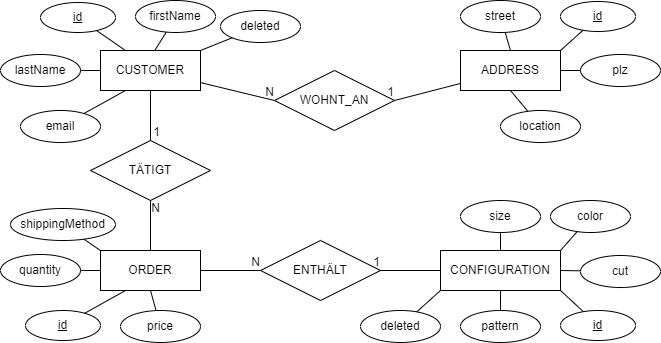 id
firstName
deleted
lastName
CUSTOMER
email
N
WOHNT_AN
1
street
id
ADDRESS
plz
location
1
TÄTIGT
N
shippingMethod
quantity
ORDER
id
price
N
ENTHÄLT
1
size
color
CONFIGURATION
cut
deleted
pattern
id